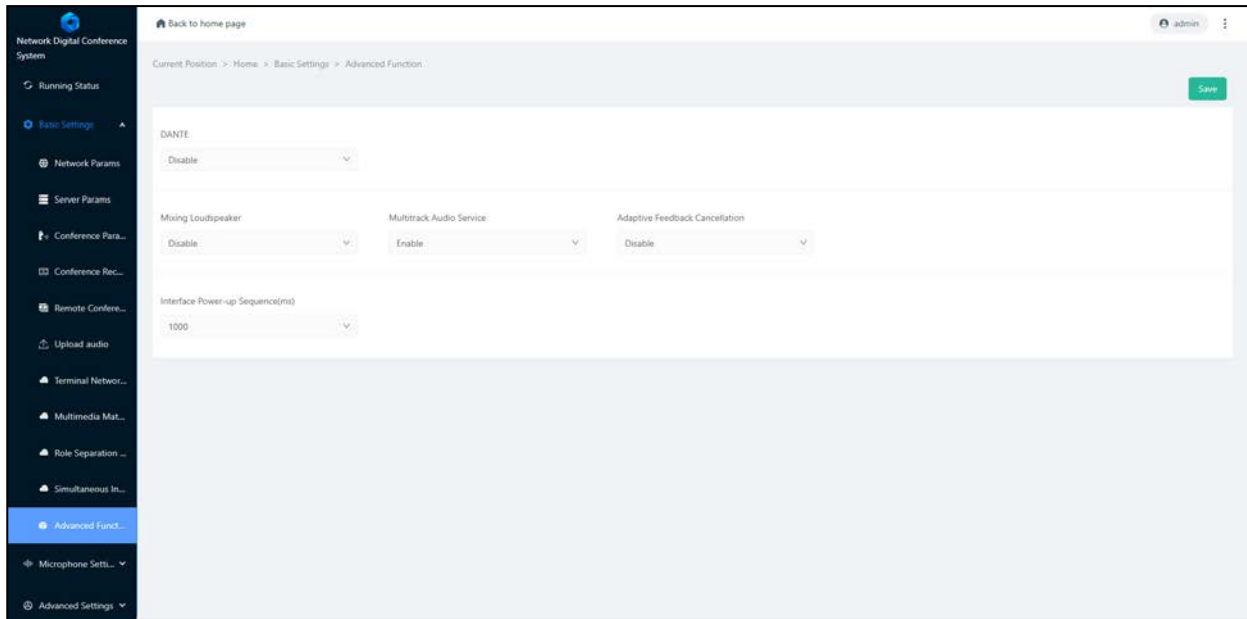 Network Digital Conference
System
Running Status
Basic Settings
Network Params
Server Params
Conference Para...
Conference Rec...
Remote Confere...
Upload audio
Terminal Networ...
Multimedia Mat...
Role Separation ...
Simultaneous In...
Advanced Funct...
Microphone Setti...
Advanced Settings
Back to home page
admin
Current Position > Home > Basic Settings > Advanced Function
Save
DANTE
Disable
Mixing Loudspeaker Multitrack Audio Service Adaptive Feedback Cancellation
Disable Enable Disable
Interface Power-up Sequence(ms)
1000